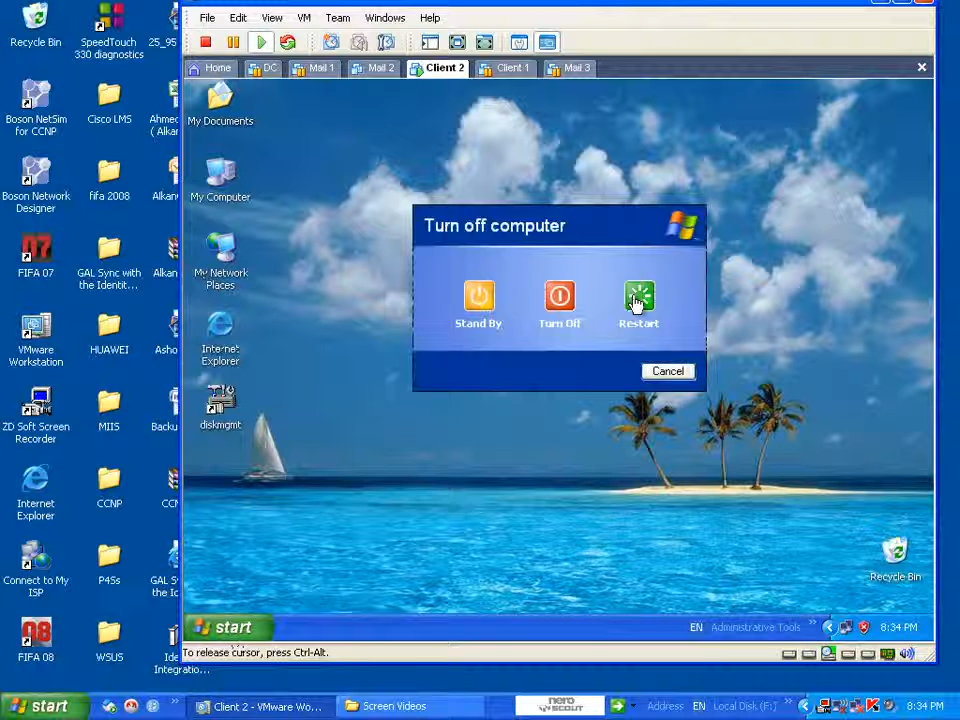 File Edit View VM Team Windows Help
Home DC Mail 1 Mail 2 Client 2 Client 1 Mail 3
Recycle Bin
SpeedTouch
330 diagnostics
25_95
Boson NetSim
for CCNP
Cisco LMS
Ahmed
( Alkan
Boson Network
Designer
fifa 2008
Alkan
07
FIFA 07
GAL Sync with
the Identit...
Alkan
VMware
Workstation
HUAWEI
Asho
ZD Soft Screen
Recorder
MIIS
Backu
Internet
Explorer
CCNP
CCN
Connect to My
ISP
P4Ss
GAL S
the Ic
08
FIFA 08
WSUS
Ide
Integratio...
My Documents
My Computer
My Network
Places
Internet
Explorer
diskmgmt
Turn off computer
Stand By Turn Off Restart
Cancel
Recycle Bin
start
EN Administrative Tools » 8:34 PM
To release cursor, press Ctrl-Alt.
start
» Client 2 - VMware Wo... Screen Videos nero SCOUT Address EN Local Disk (F:) » 8:34 PM